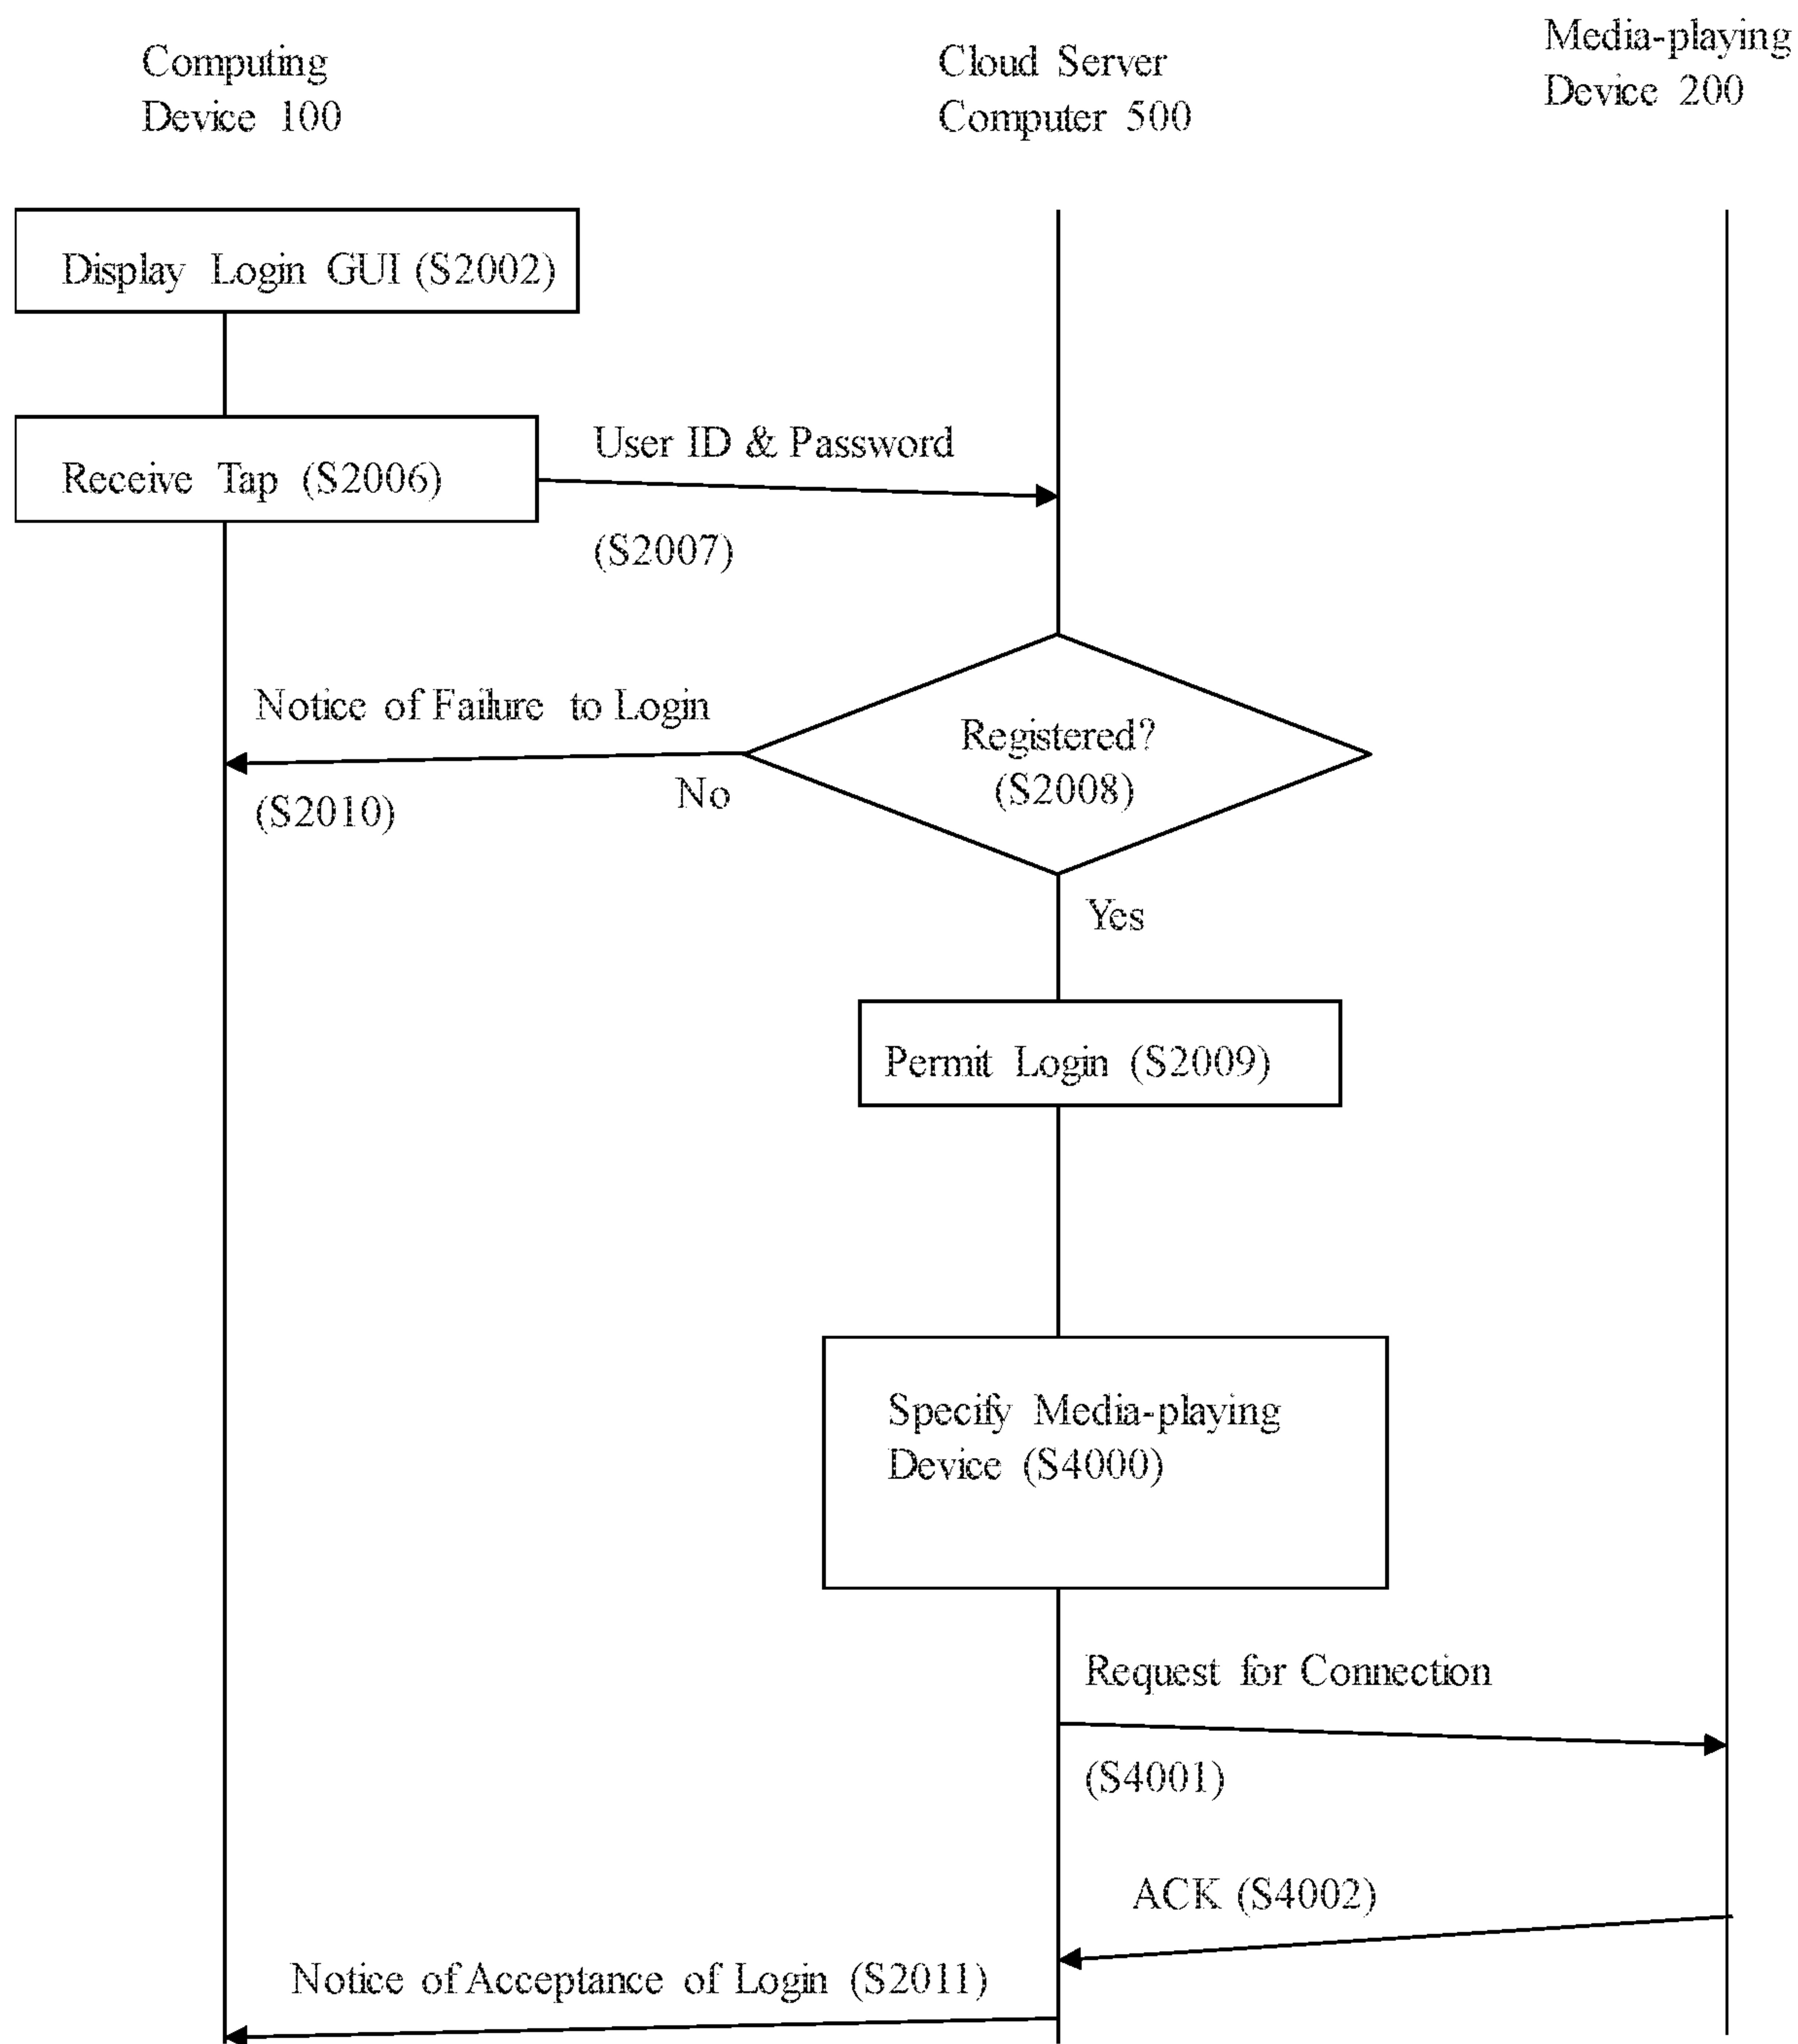 Computing
Device 100
Cloud Server
Computer 500
Media-playing
Device 200
Display Login GUI (S2002)
Receive Tap (S2006)
User ID & Password
(S2007)
Notice of Failure to Login
(S2010)
No
Registered?
(S2008)
Yes
Permit Login (S2009)
Specify Media-playing
Device (S4000)
Request for Connection
(S4001)
ACK (S4002)
Notice of Acceptance of Login (S2011)